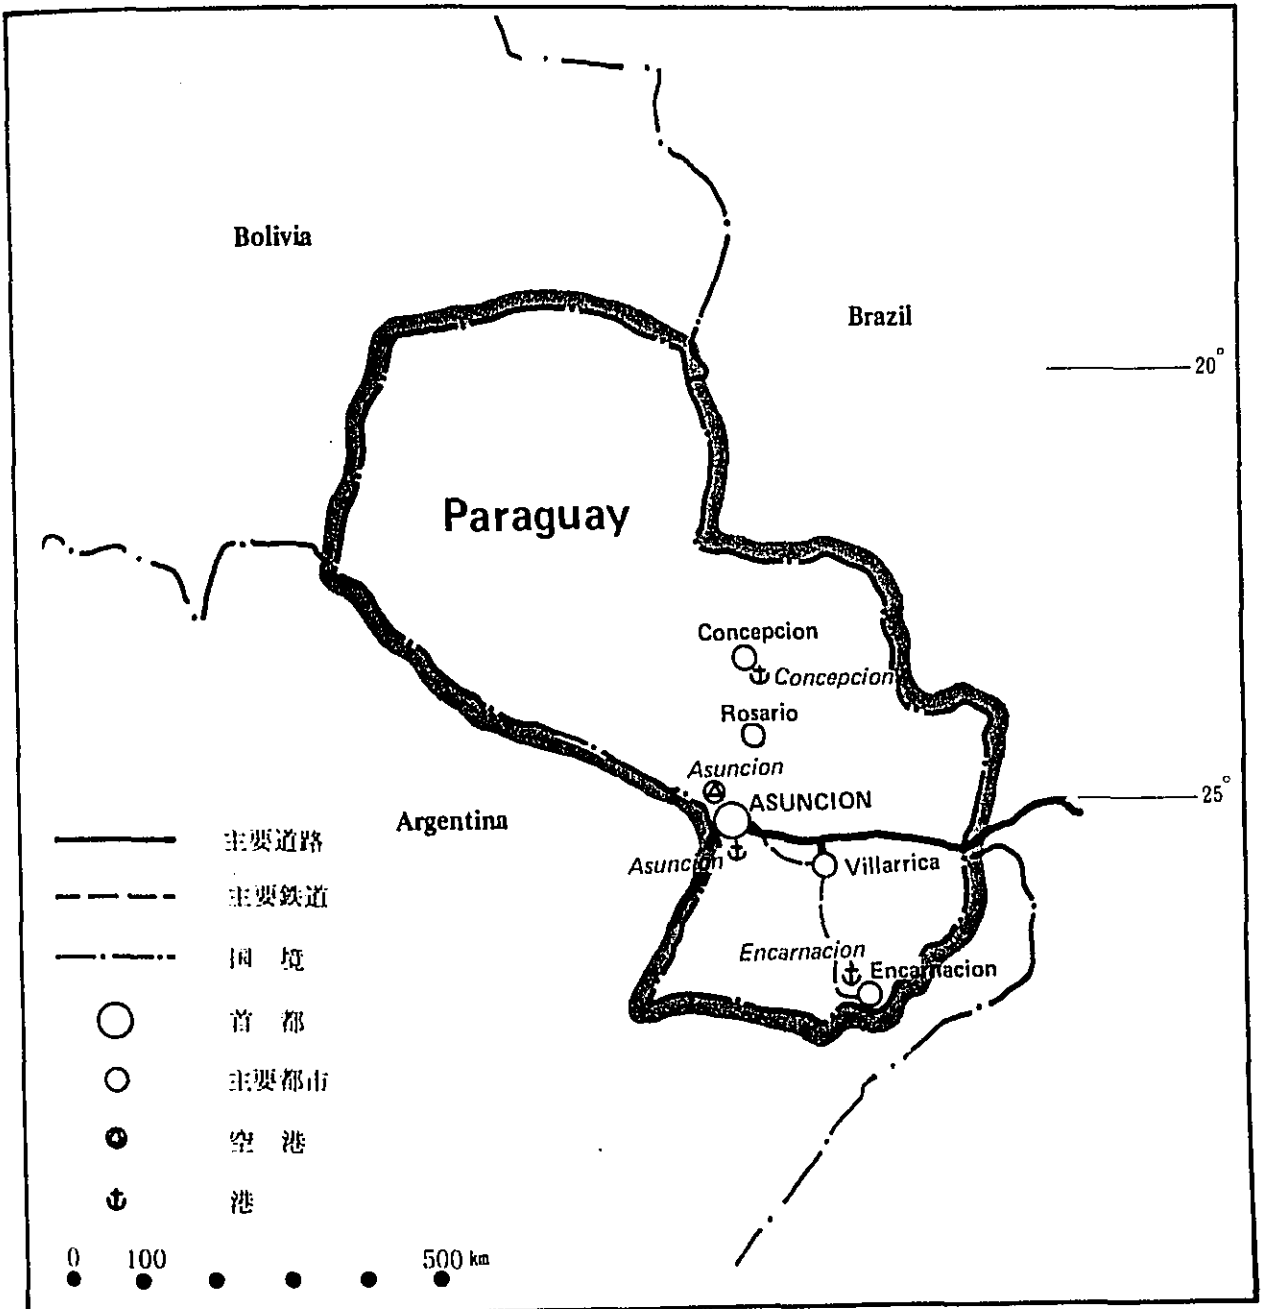 Bolivia
Brazil
20°
Paraguay
Concepcion
Concepcion
Rosario
Asuncion
ASUNCION
25°
Argentina
Asuncion
Villarrica
Encarnacion
Encarnacion
主要道路
主要鉄道
国 境
首 都
主要都市
空 港
港
0 100 500 km